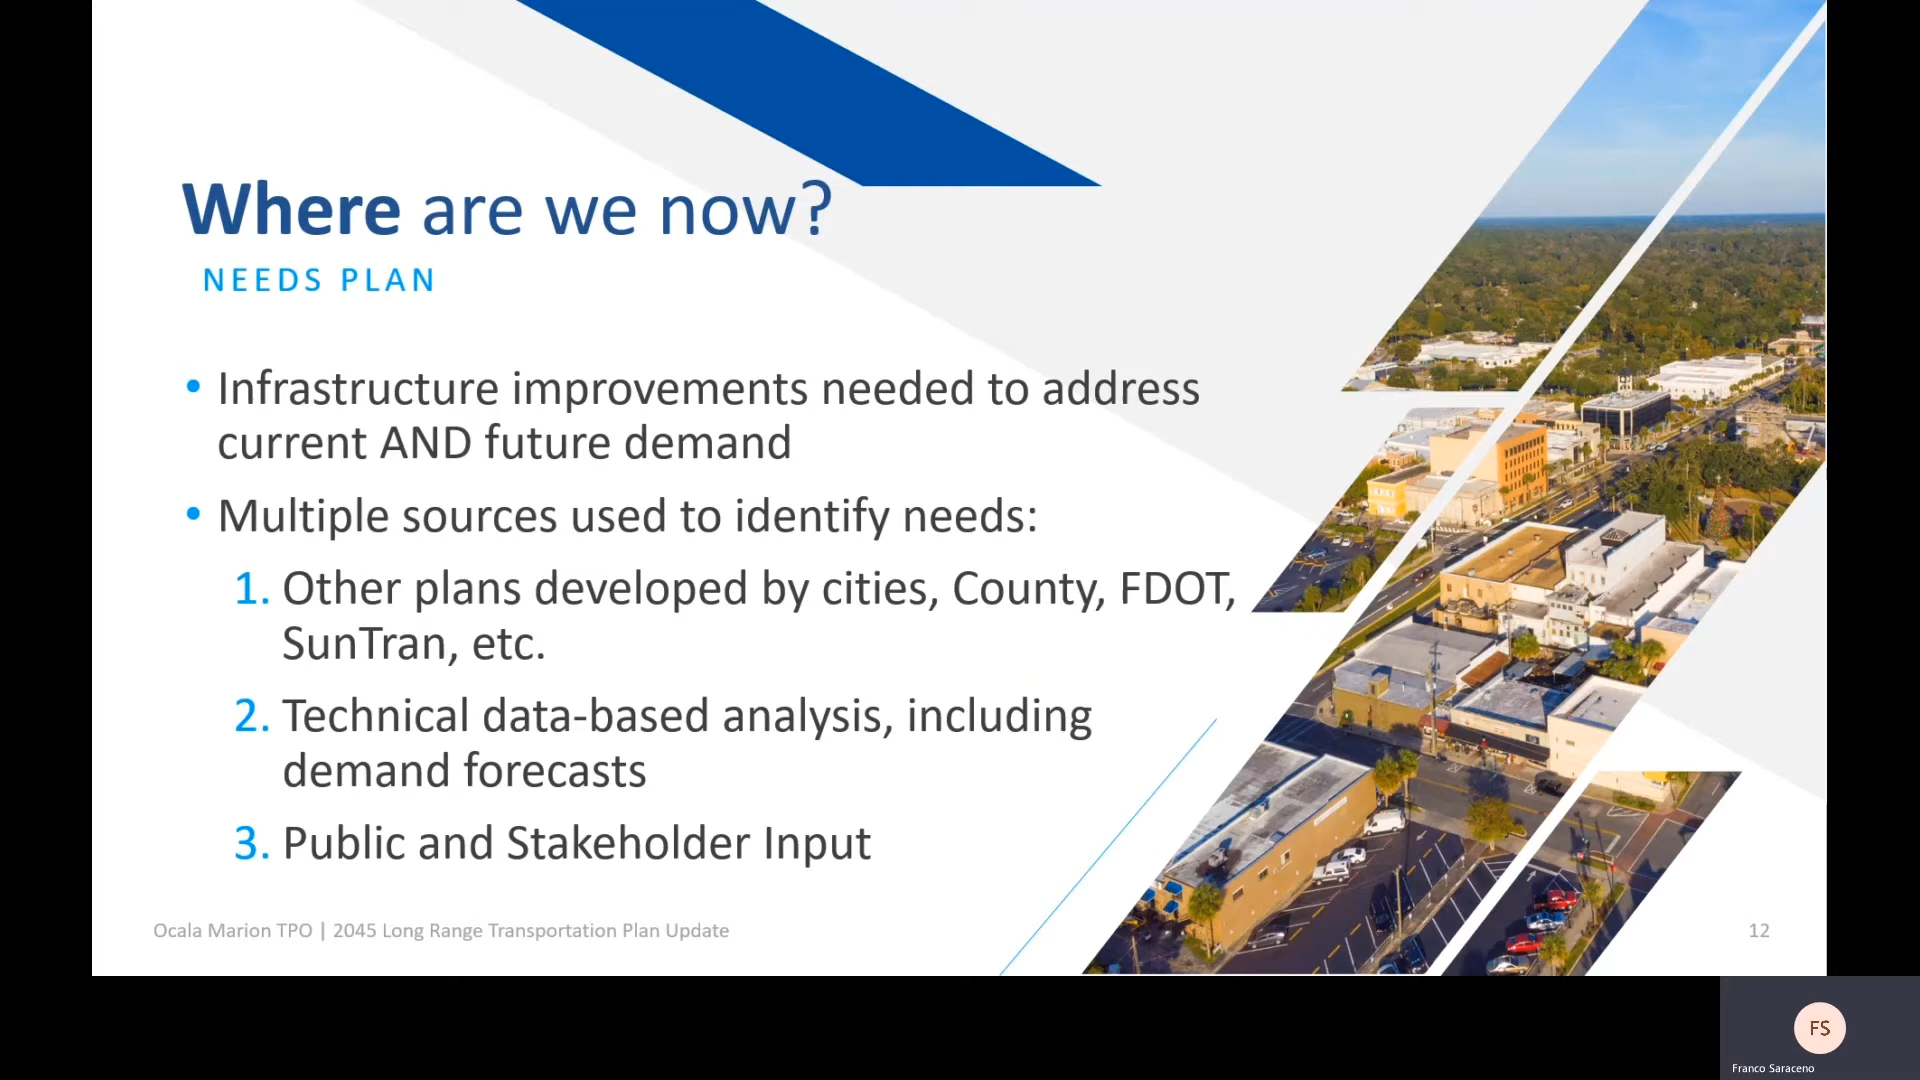 Where are we now?
NEEDS PLAN
• Infrastructure improvements needed to address
current AND future demand
• Multiple sources used to identify needs:
1. Other plans developed by cities, County, FDOT,
SunTran, etc.
2. Technical data-based analysis, including
demand forecasts
3. Public and Stakeholder Input
Ocala Marion TPO | 2045 Long Range Transportation Plan Update
12
FS
Franco Saraceno